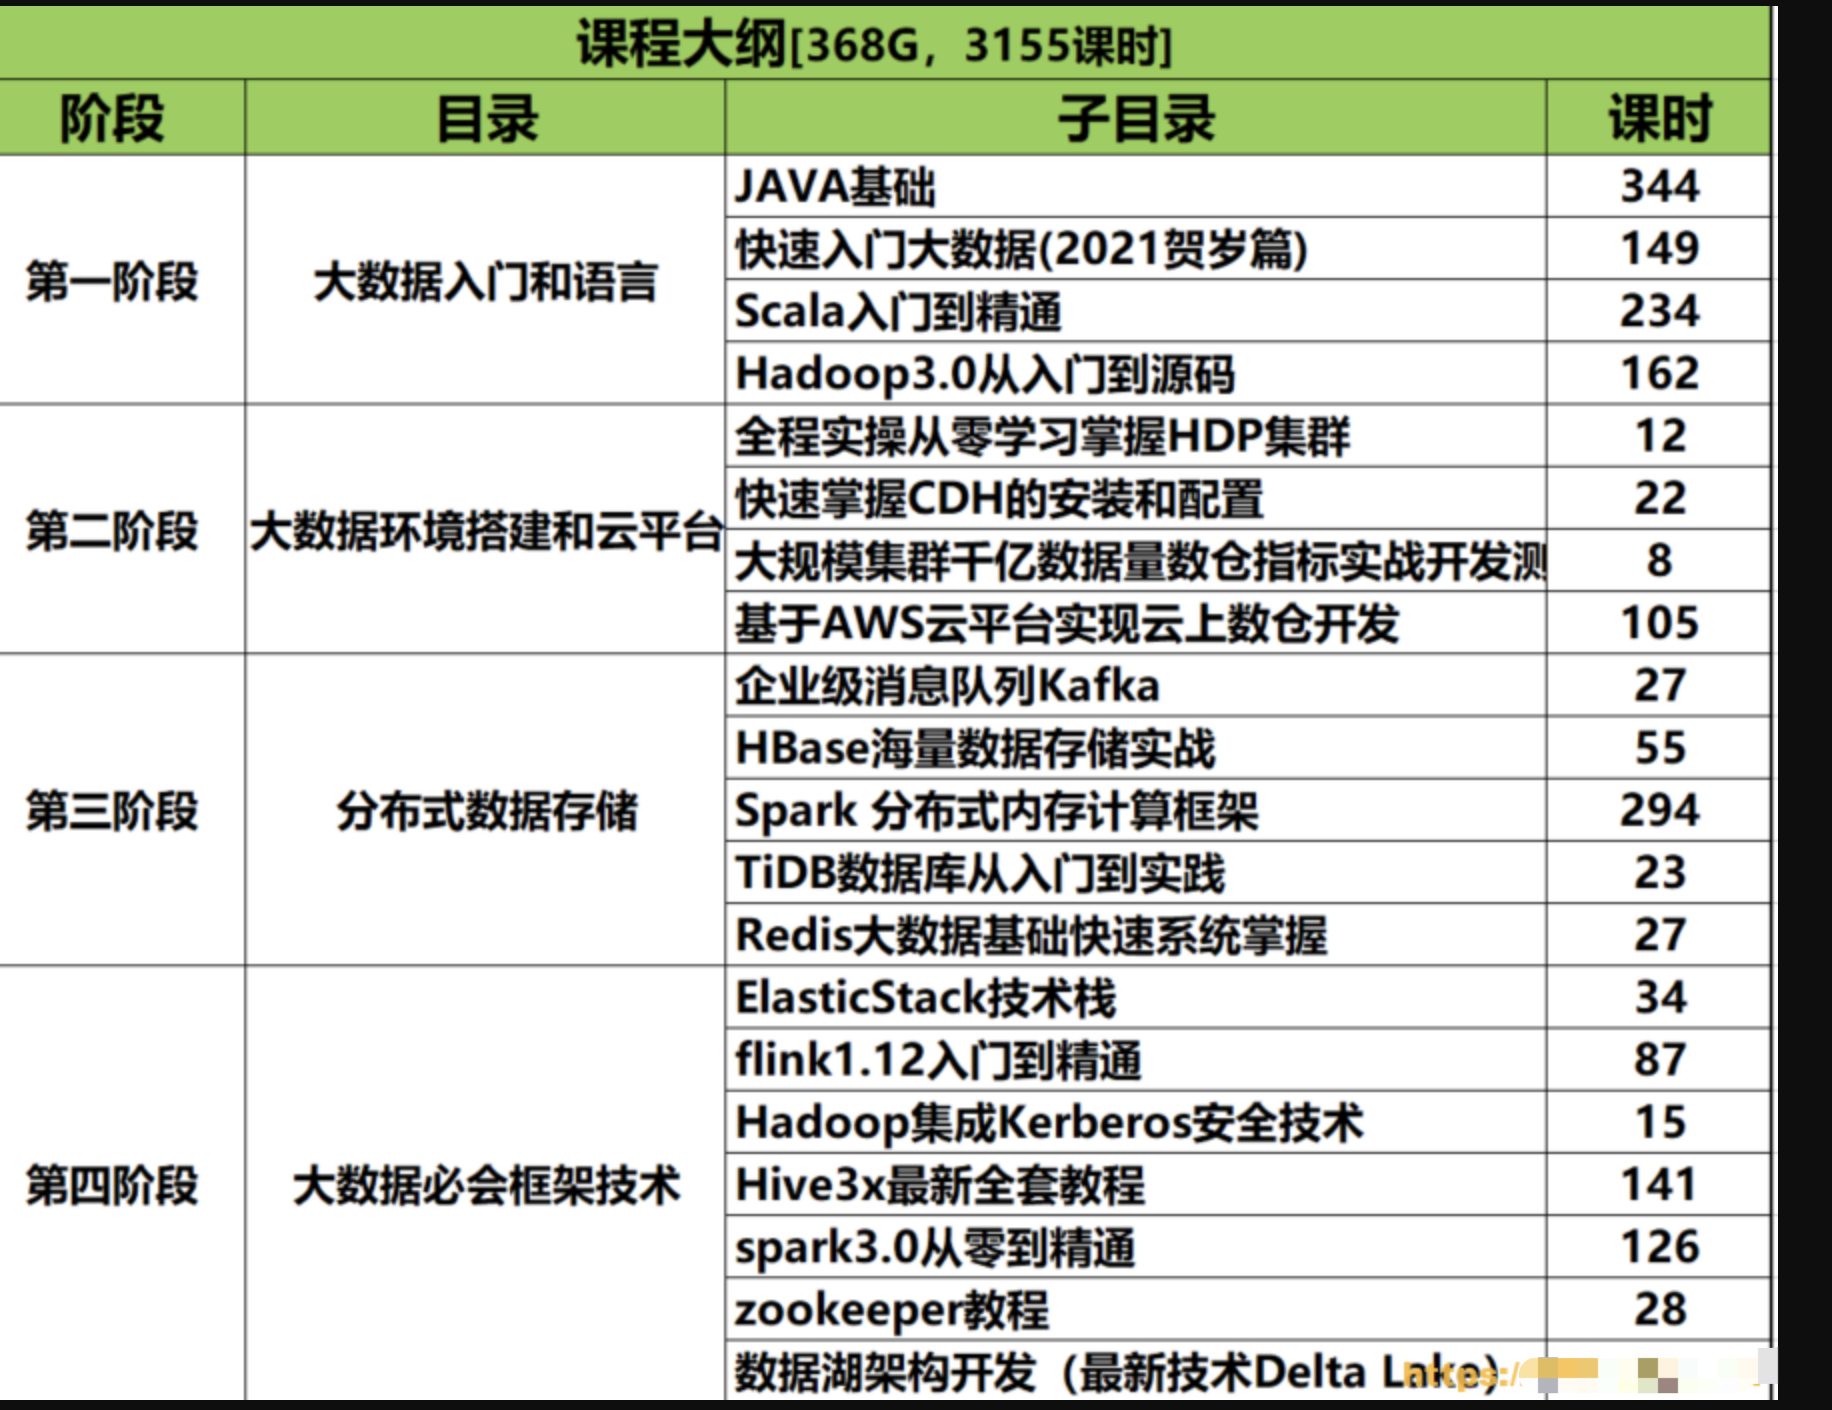 课程大纲[368G，3155课时]
阶段 目录 子目录 课时
第一阶段 大数据入门和语言
JAVA基础 344
快速入门大数据(2021贺岁篇) 149
Scala入门到精通 234
Hadoop3.0从入门到源码 162
第二阶段 大数据环境搭建和云平台
全程实操从零学习掌握HDP集群 12
快速掌握CDH的安装和配置 22
大规模集群千亿数据量数仓指标实战开发测 8
基于AWS云平台实现云上数仓开发 105
第三阶段 分布式数据存储
企业级消息队列Kafka 27
HBase海量数据存储实战 55
Spark 分布式内存计算框架 294
TiDB数据库从入门到实践 23
Redis大数据基础快速系统掌握 27
第四阶段 大数据必会框架技术
ElasticStack技术栈 34
flink1.12入门到精通 87
Hadoop集成Kerberos安全技术 15
Hive3x最新全套教程 141
spark3.0从零到精通 126
zookeeper教程 28
数据湖架构开发（最新技术Delta Lake）
https:/